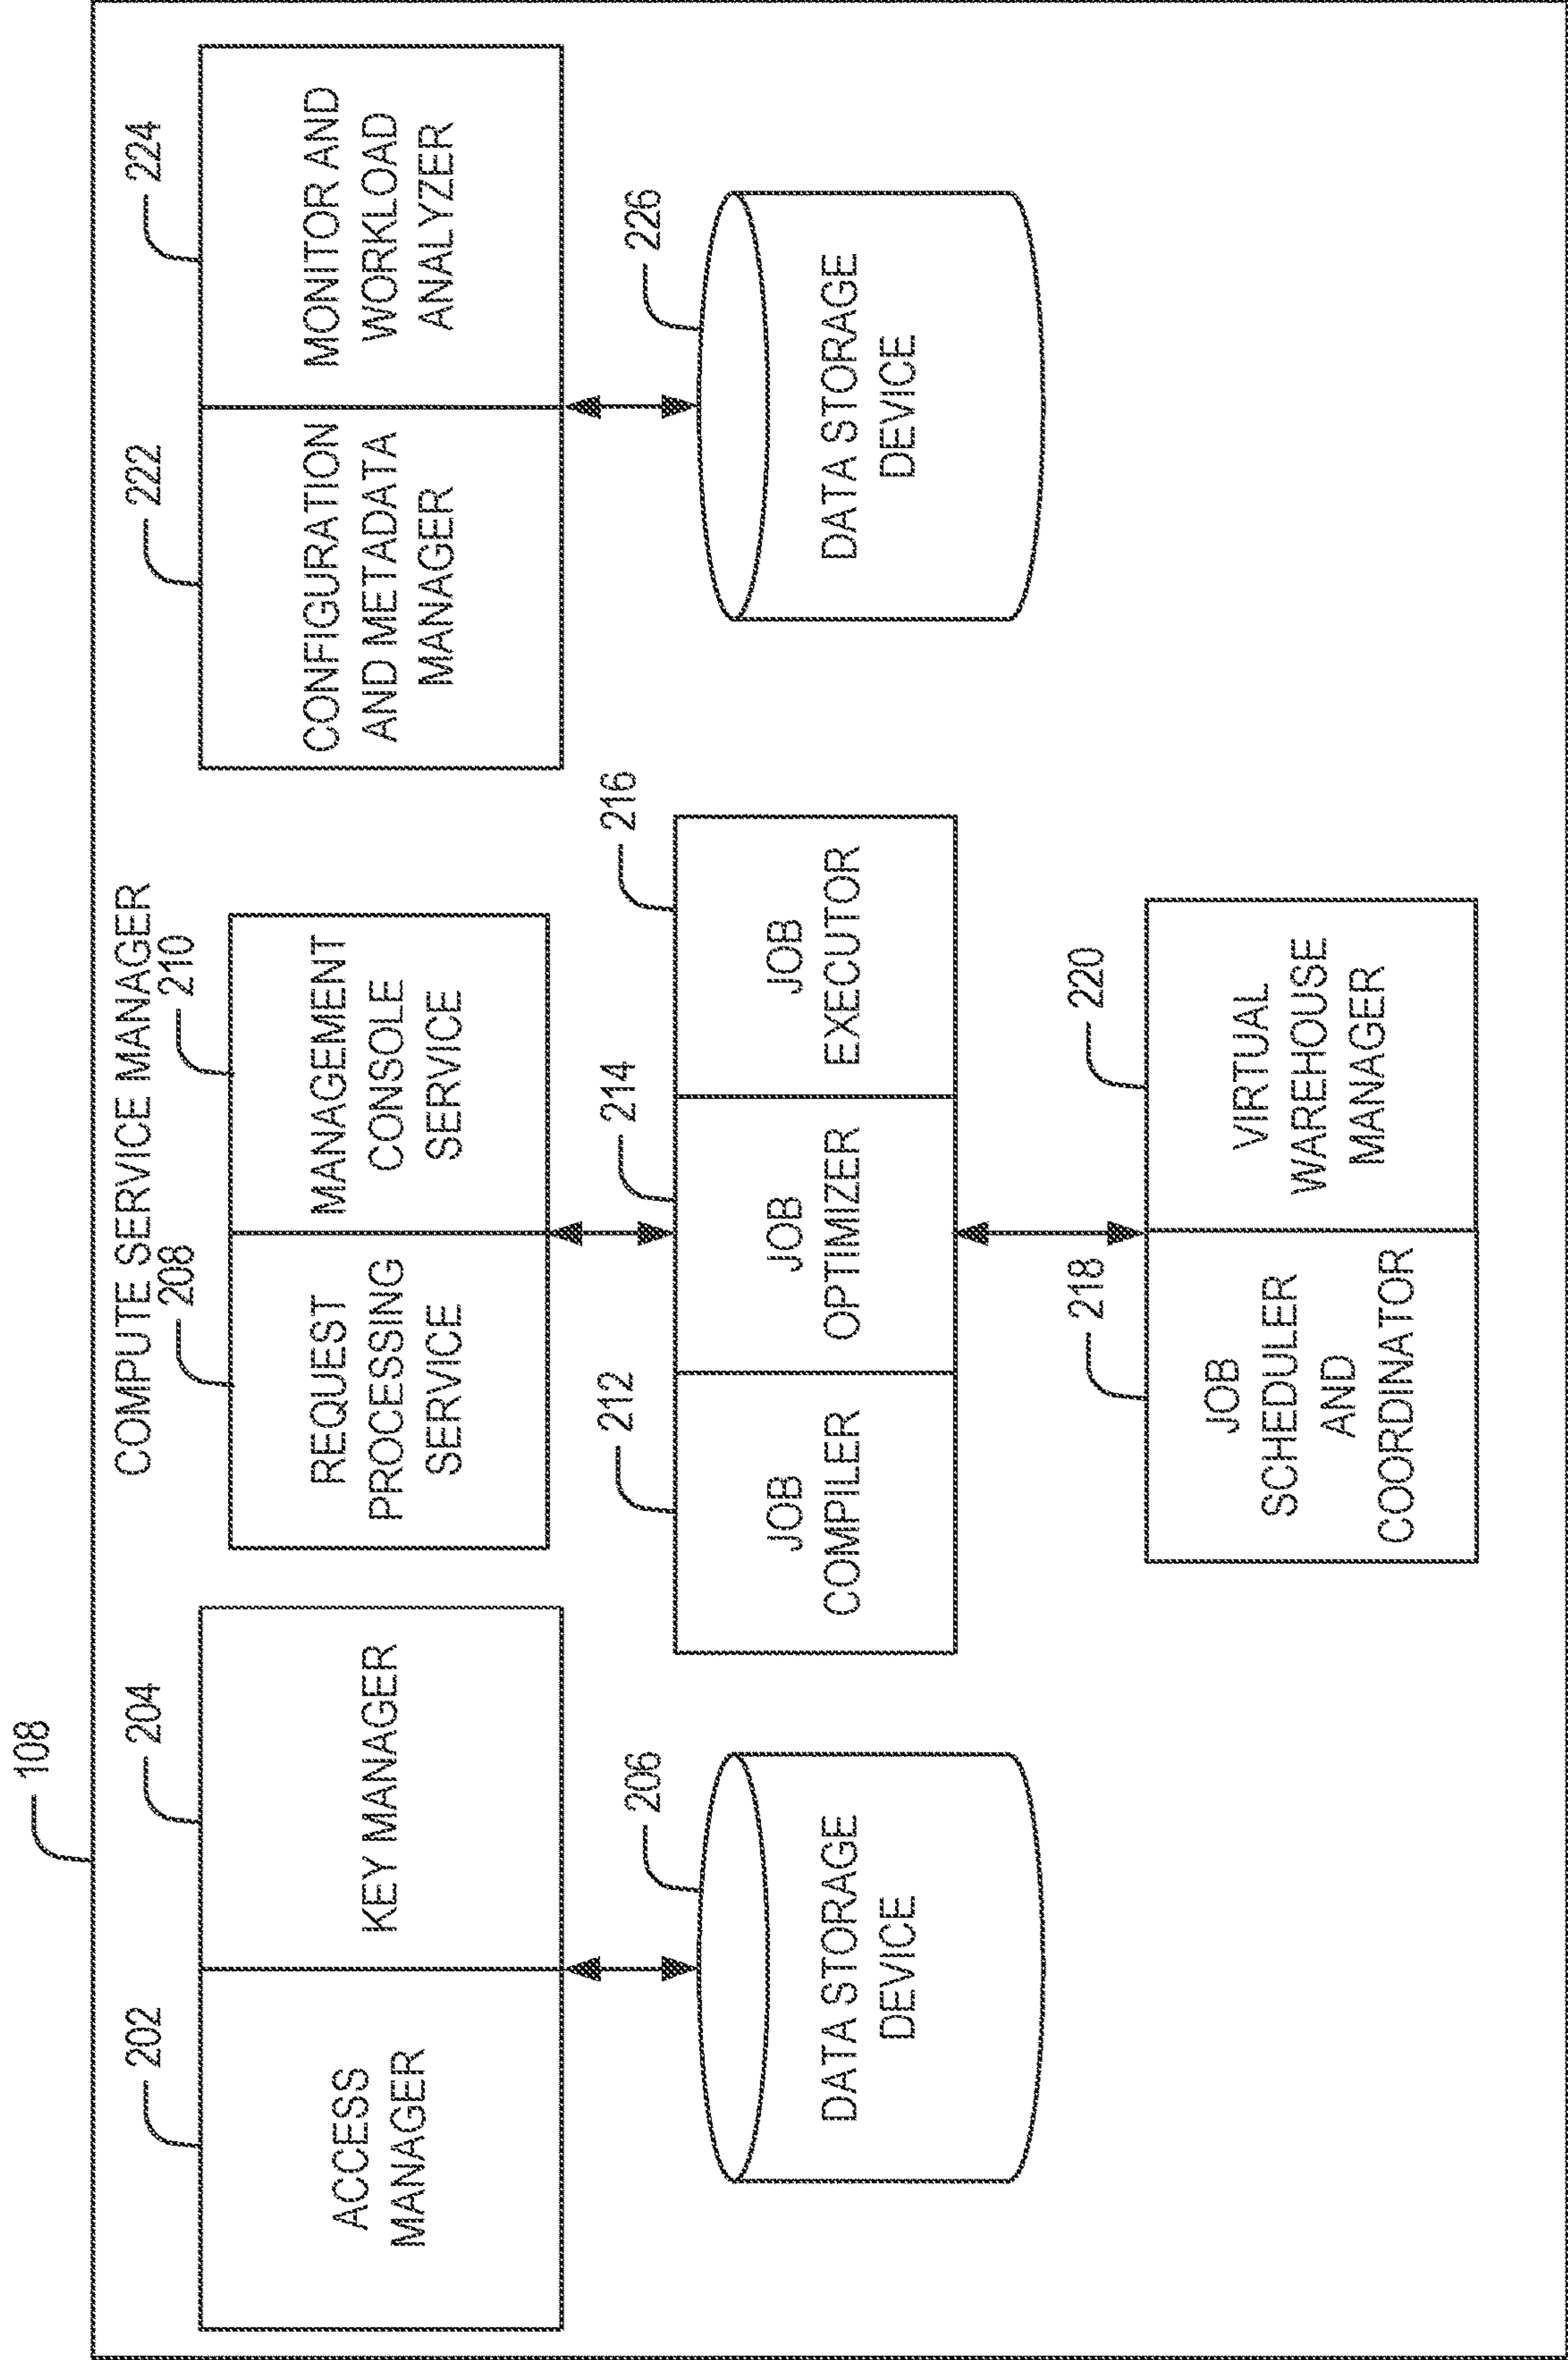 108
COMPUTE SERVICE MANAGER
202
204
ACCESS
MANAGER
KEY MANAGER
206
DATA STORAGE
DEVICE
208
210
REQUEST
PROCESSING
SERVICE
MANAGEMENT
CONSOLE
SERVICE
212
214
216
JOB
COMPILER
JOB
OPTIMIZER
JOB
EXECUTOR
218
220
JOB
SCHEDULER
AND
COORDINATOR
VIRTUAL
WAREHOUSE
MANAGER
222
224
CONFIGURATION
AND METADATA
MANAGER
MONITOR AND
WORKLOAD
ANALYZER
226
DATA STORAGE
DEVICE